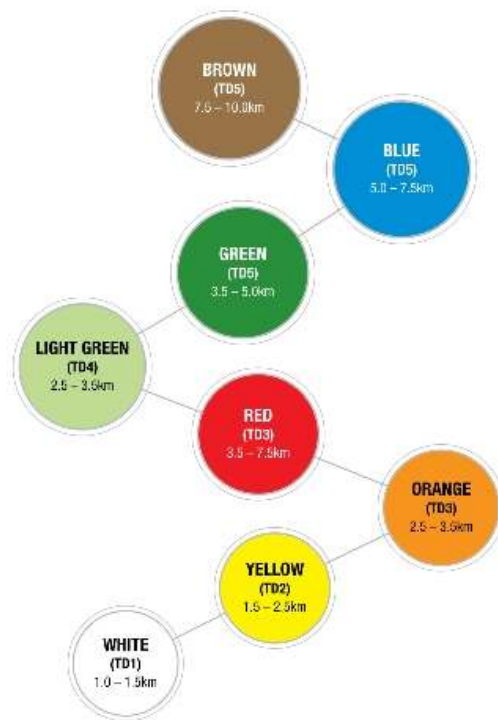 BROWN
(TD5)
7.5 – 10.0km
BLUE
(TD5)
5.0 – 7.5km
GREEN
(TD5)
3.5 – 5.0km
LIGHT GREEN
(TD4)
2.5 – 3.5km
RED
(TD3)
3.5 – 7.5km
ORANGE
(TD3)
2.5 – 3.5km
YELLOW
(TD2)
1.5 – 2.5km
WHITE
(TD1)
1.0 – 1.5km